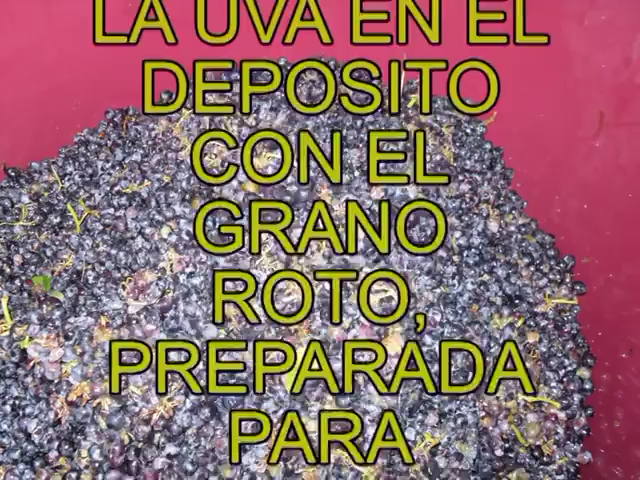 LA UVA EN EL
DEPOSITO
CON EL
GRANO
ROTO,
PREPARADA
PARA